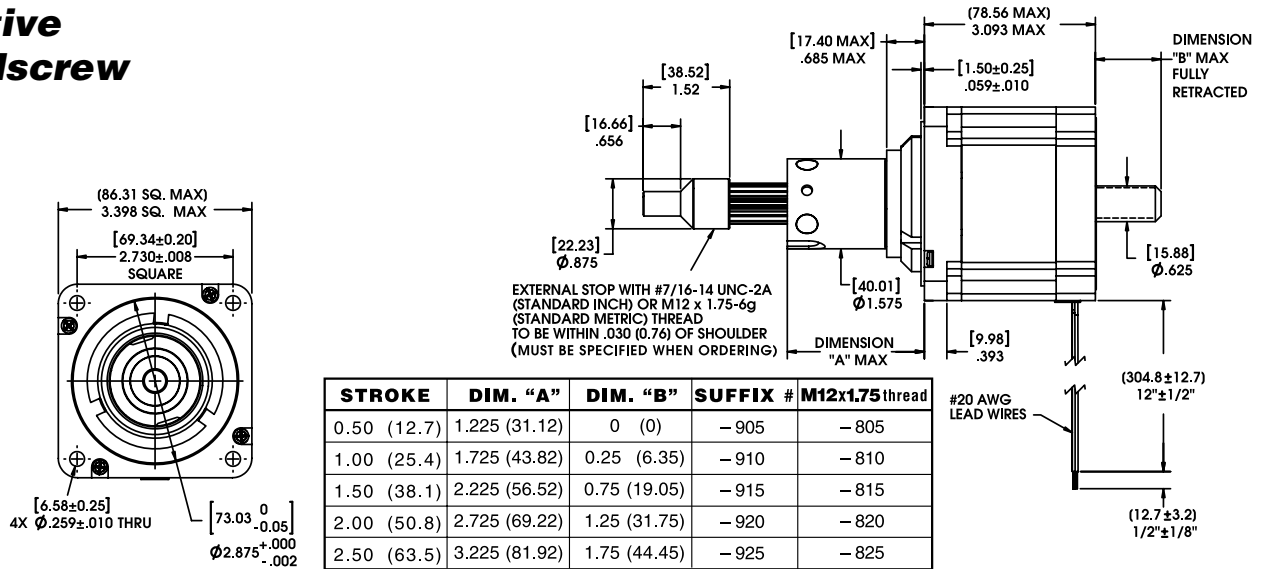 tive
dscrew
(78.56 MAX)
3.093 MAX
[17.40 MAX]
.685 MAX
DIMENSION
"B" MAX
FULLY
RETRACTED
[1.50±0.25]
.059±.010
[38.52]
1.52
[16.66]
.656
(86.31 SQ. MAX)
3.398 SQ. MAX
[69.34±0.20]
2.730±.008
SQUARE
[22.23]
Ø.875
[15.88]
Ø.625
EXTERNAL STOP WITH #7/16-14 UNC-2A
(STANDARD INCH) OR M12 x 1.75-6g
(STANDARD METRIC) THREAD
TO BE WITHIN .030 (0.76) OF SHOULDER
(MUST BE SPECIFIED WHEN ORDERING)
[40.01]
Ø1.575
DIMENSION
"A" MAX
[9.98]
.393
(304.8±12.7)
12"±1/2"
#20 AWG
LEAD WIRES
(12.7±3.2)
1/2"±1/8"
[6.58±0.25]
4X Ø.259±.010 THRU
[73.03 0 -0.05]
Ø2.875 +.000 -.002
STROKE DIM. “A” DIM. “B” SUFFIX # M12x1.75 thread
0.50 (12.7) 1.225 (31.12) 0 (0) –905 –805
1.00 (25.4) 1.725 (43.82) 0.25 (6.35) –910 –810
1.50 (38.1) 2.225 (56.52) 0.75 (19.05) –915 –815
2.00 (50.8) 2.725 (69.22) 1.25 (31.75) –920 –820
2.50 (63.5) 3.225 (81.92) 1.75 (44.45) –925 –825